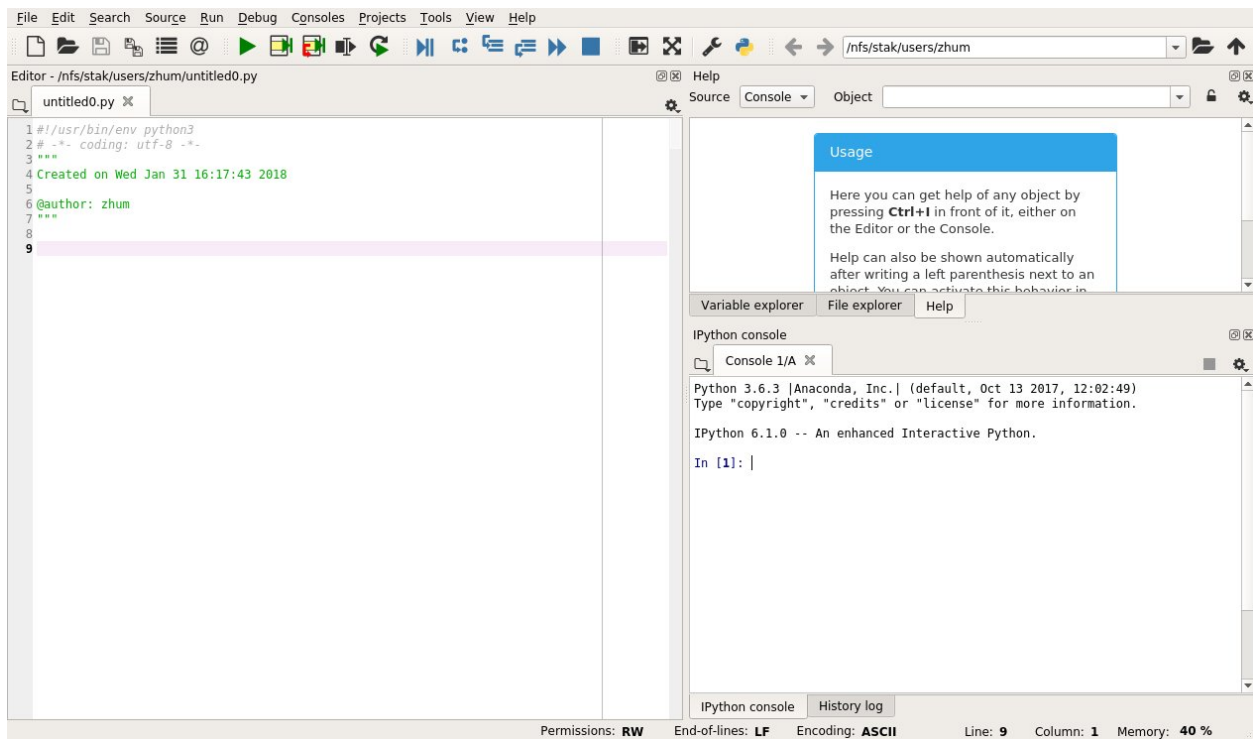 File Edit Search Source Run Debug Consoles Projects Tools View Help
/nfs/stak/users/zhum
Editor - /nfs/stak/users/zhum/untitled0.py
untitled0.py
1 #!/usr/bin/env python3
2 # -*- coding: utf-8 -*-
3 """
4 Created on Wed Jan 31 16:17:43 2018
5
6 @author: zhum
7 """
8
9
Help
Source Console Object
Usage
Here you can get help of any object by
pressing Ctrl+I in front of it, either on
the Editor or the Console.
Help can also be shown automatically
after writing a left parenthesis next to an
object. You can activate this behavior in
Variable explorer File explorer Help
IPython console
Console 1/A
Python 3.6.3 |Anaconda, Inc.| (default, Oct 13 2017, 12:02:49)
Type "copyright", "credits" or "license" for more information.
IPython 6.1.0 -- An enhanced Interactive Python.
In [1]:
IPython console History log
Permissions: RW End-of-lines: LF Encoding: ASCII Line: 9 Column: 1 Memory: 40 %